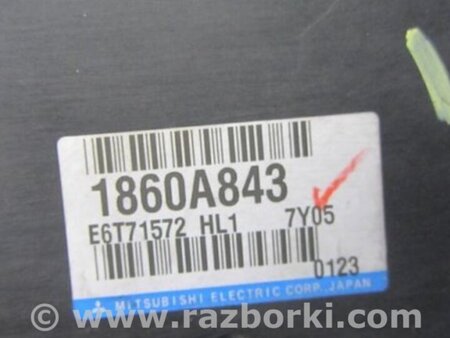 1860A843
E6T71572 HL1 7Y05
0123
MITSUBISHI ELECTRIC CORP., JAPAN
© www.razborki.com